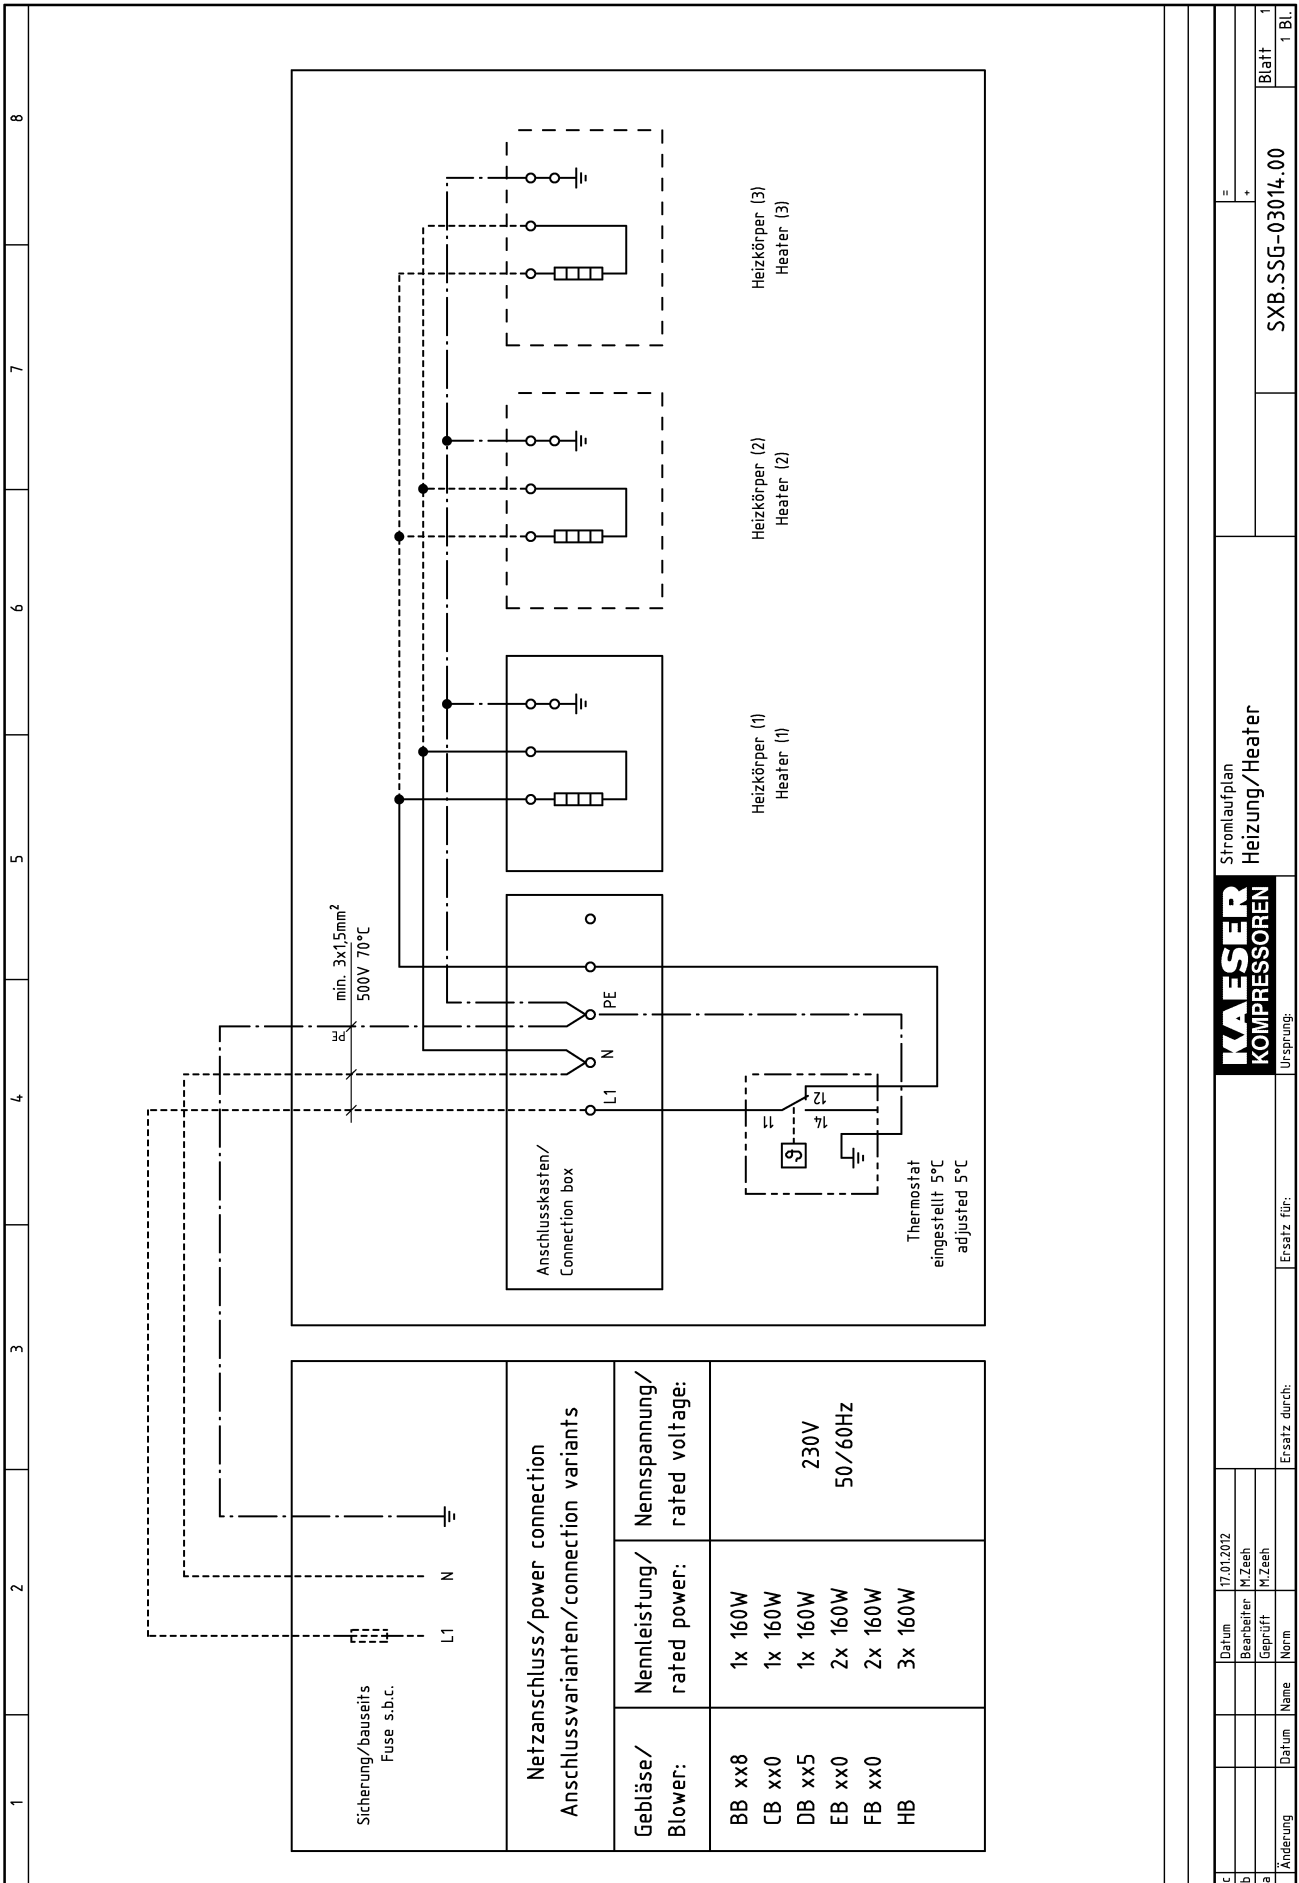 1
2
3
4
5
6
7
8
min. 3x1,5mm²
500V 70°C
PE
Sicherung/bauseits
Fuse s.b.c.
L1
N
Anschlusskasten/
Connection box
L1
N
PE
Heizkörper (1)
Heater (1)
Heizkörper (2)
Heater (2)
Heizkörper (3)
Heater (3)
11
12
14
ϑ
Thermostat
eingestellt 5°C
adjusted 5°C
Netzanschluss/power connection
Anschlussvarianten/connection variants
Gebläse/
Blower:
Nennleistung/
rated power:
Nennspannung/
rated voltage:
BB xx8 1x 160W
CB xx0 1x 160W
DB xx5 1x 160W
EB xx0 2x 160W
FB xx0 2x 160W
HB 3x 160W
230V
50/60Hz
c
b
a
Änderung Datum Name
Datum 17.01.2012
Bearbeiter M.Zeeh
Geprüft M.Zeeh
Norm
Ersatz durch:
Ersatz für:
Ursprung:
KAESER
KOMPRESSOREN
Stromlaufplan
Heizung/Heater
=
+
SXB.SSG-03014.00
Blatt 1
1 Bl.